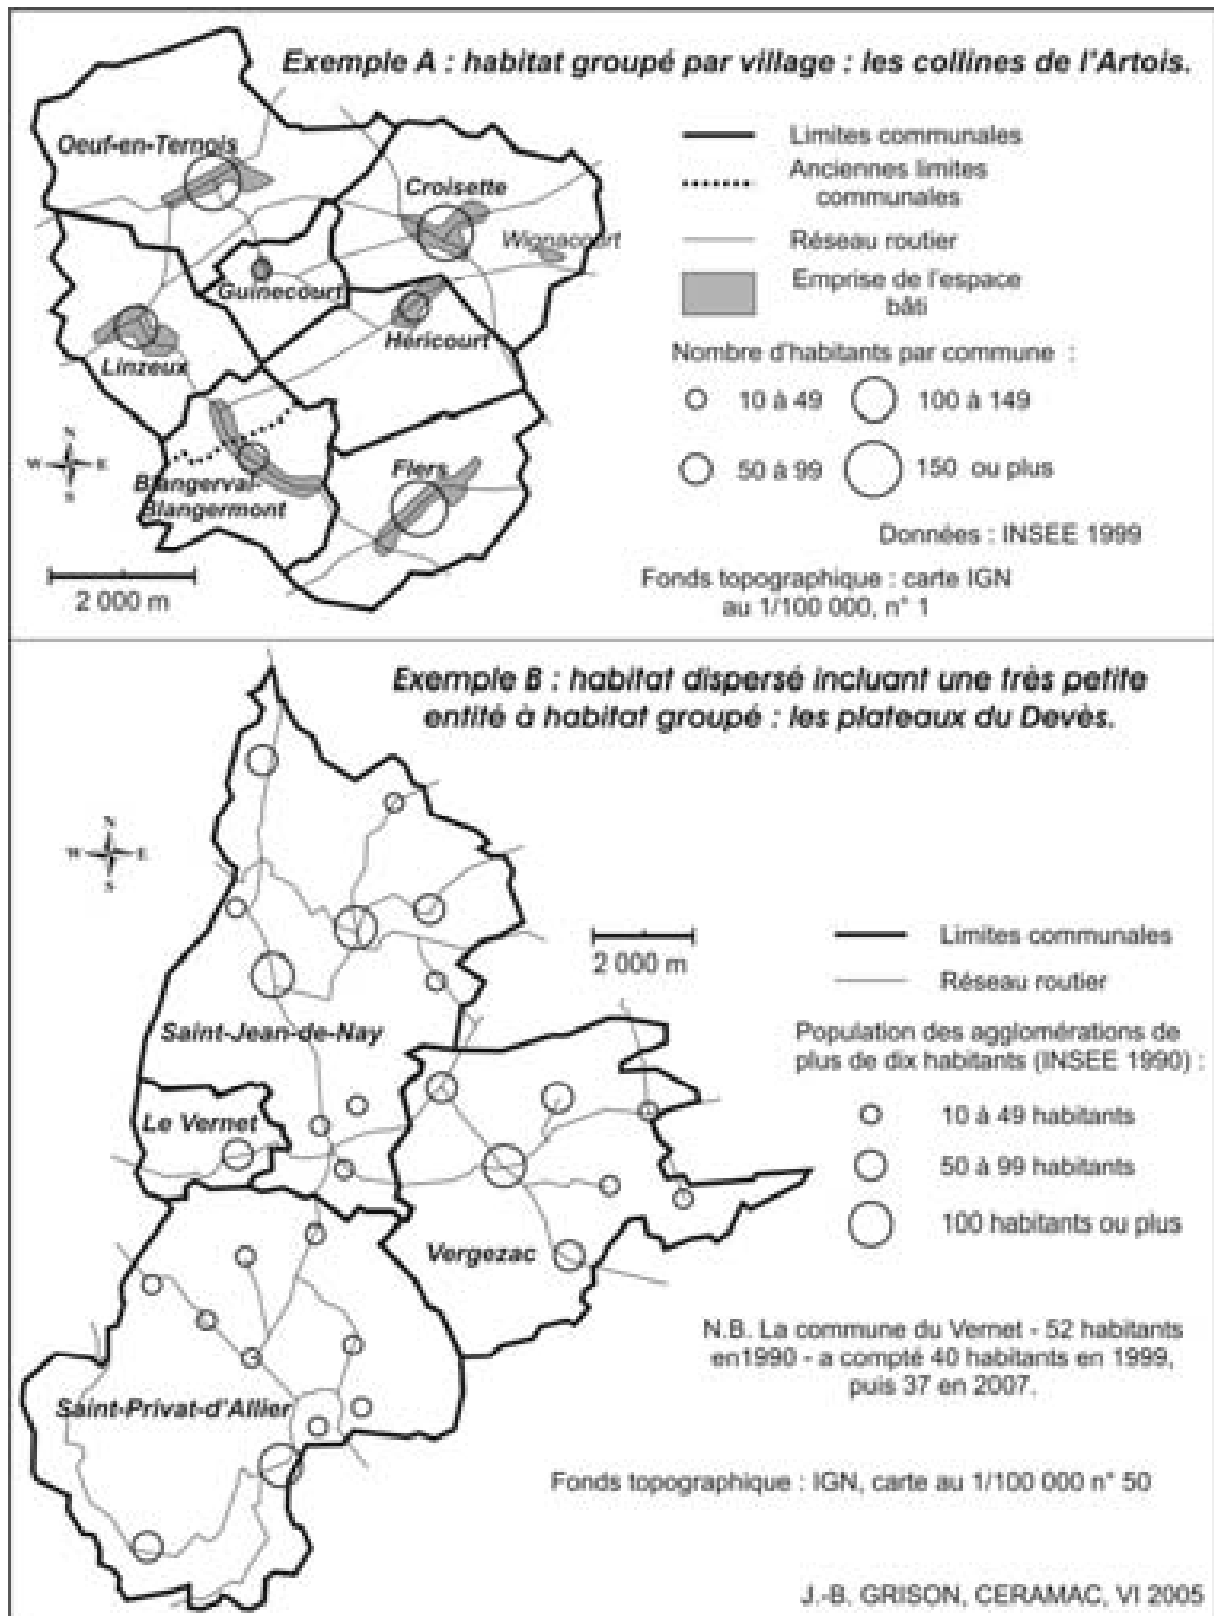 Exemple A : habitat groupé par village : les collines de l'Artois.
Oeuf-en-Ternois
Croisette
Wignacourt
Guinecourt
Héricourt
Linzeux
Blangerval-
Blangermont
Flers
N
W
E
S
2 000 m
Limites communales
Anciennes limites
communales
Réseau routier
Emprise de l'espace
bâti
Nombre d'habitants par commune :
10 à 49
100 à 149
50 à 99
150 ou plus
Données : INSEE 1999
Fonds topographique : carte IGN
au 1/100 000, n° 1
Exemple B : habitat dispersé incluant une très petite
entité à habitat groupé : les plateaux du Devès.
N
W
E
S
2 000 m
Saint-Jean-de-Nay
Le Vernet
Vergezac
Saint-Privat-d'Allier
Limites communales
Réseau routier
Population des agglomérations de
plus de dix habitants (INSEE 1990) :
10 à 49 habitants
50 à 99 habitants
100 habitants ou plus
N.B. La commune du Vernet - 52 habitants
en1990 - a compté 40 habitants en 1999,
puis 37 en 2007.
Fonds topographique : IGN, carte au 1/100 000 n° 50
J.-B. GRISON, CERAMAC, VI 2005